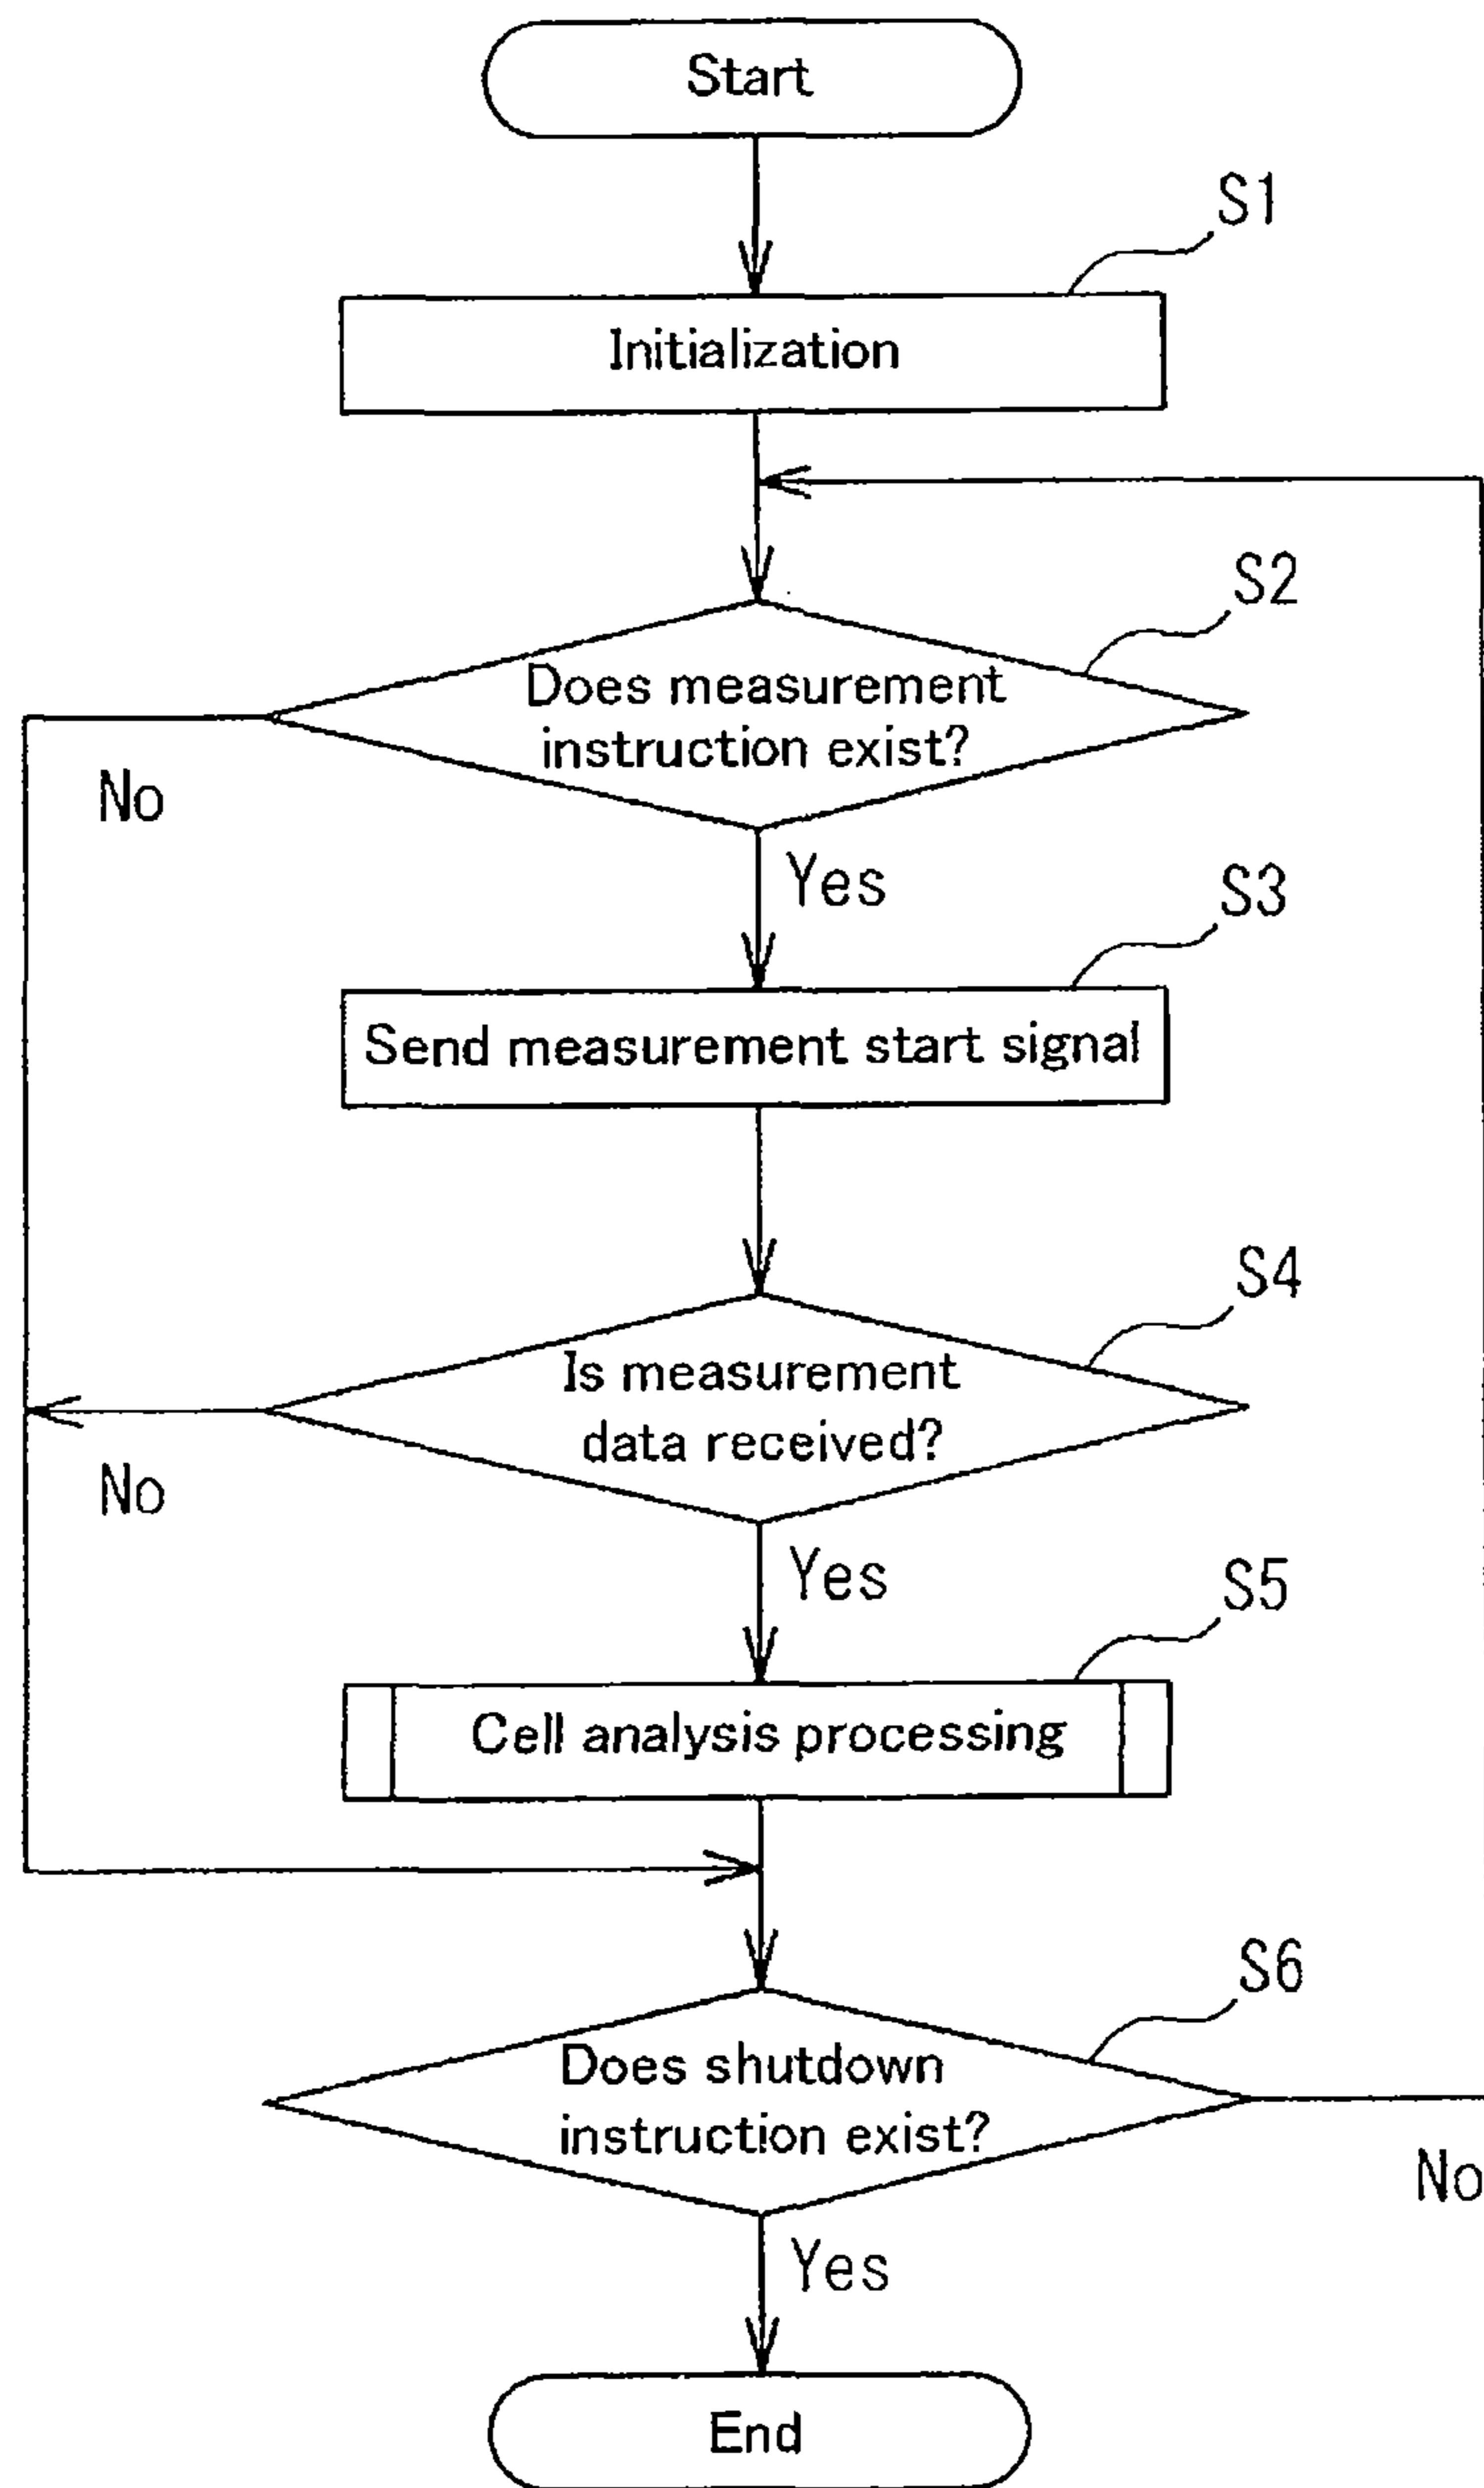 Start
S1
Initialization
S2
Does measurement
instruction exist?
No
Yes
S3
Send measurement start signal
S4
Is measurement
data received?
No
Yes
S5
Cell analysis processing
S6
Does shutdown
instruction exist?
No
Yes
End